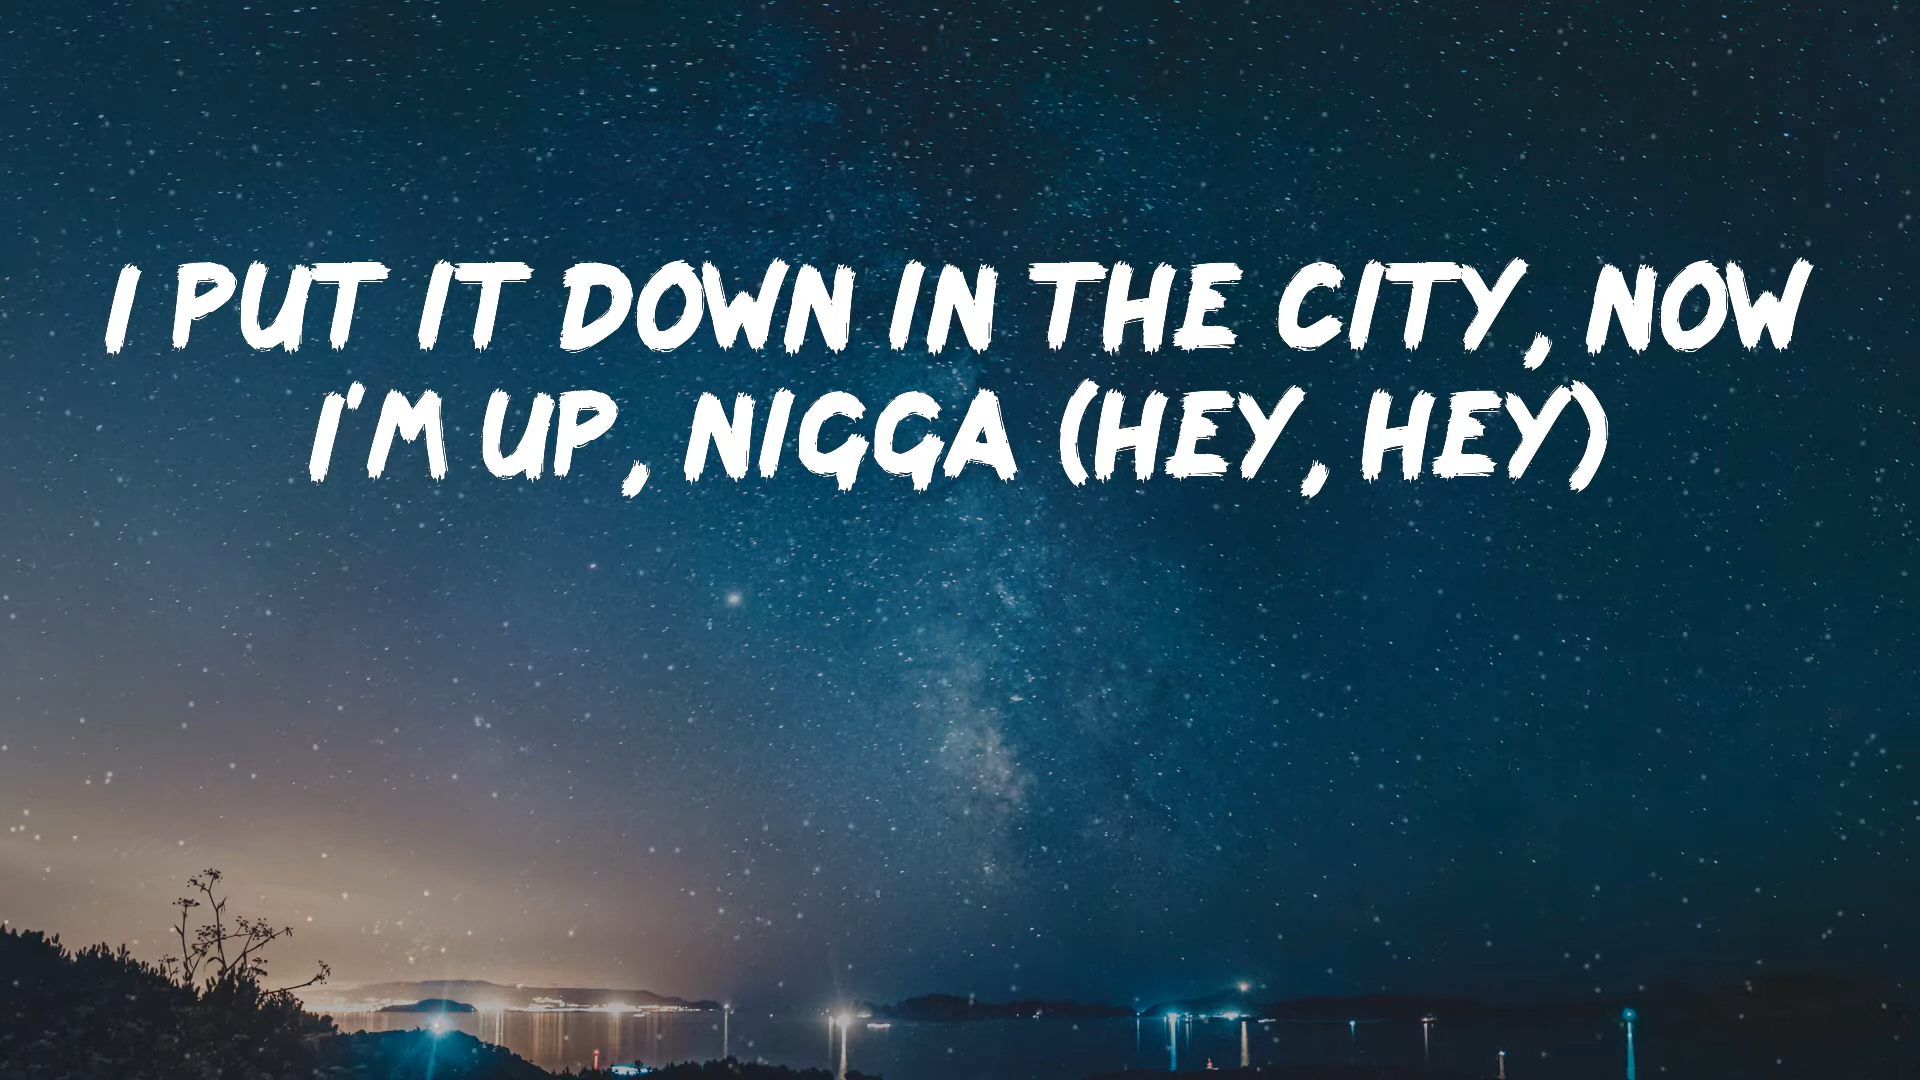 I PUT IT DOWN IN THE CITY, NOW
I'M UP, NIGGA (HEY, HEY)